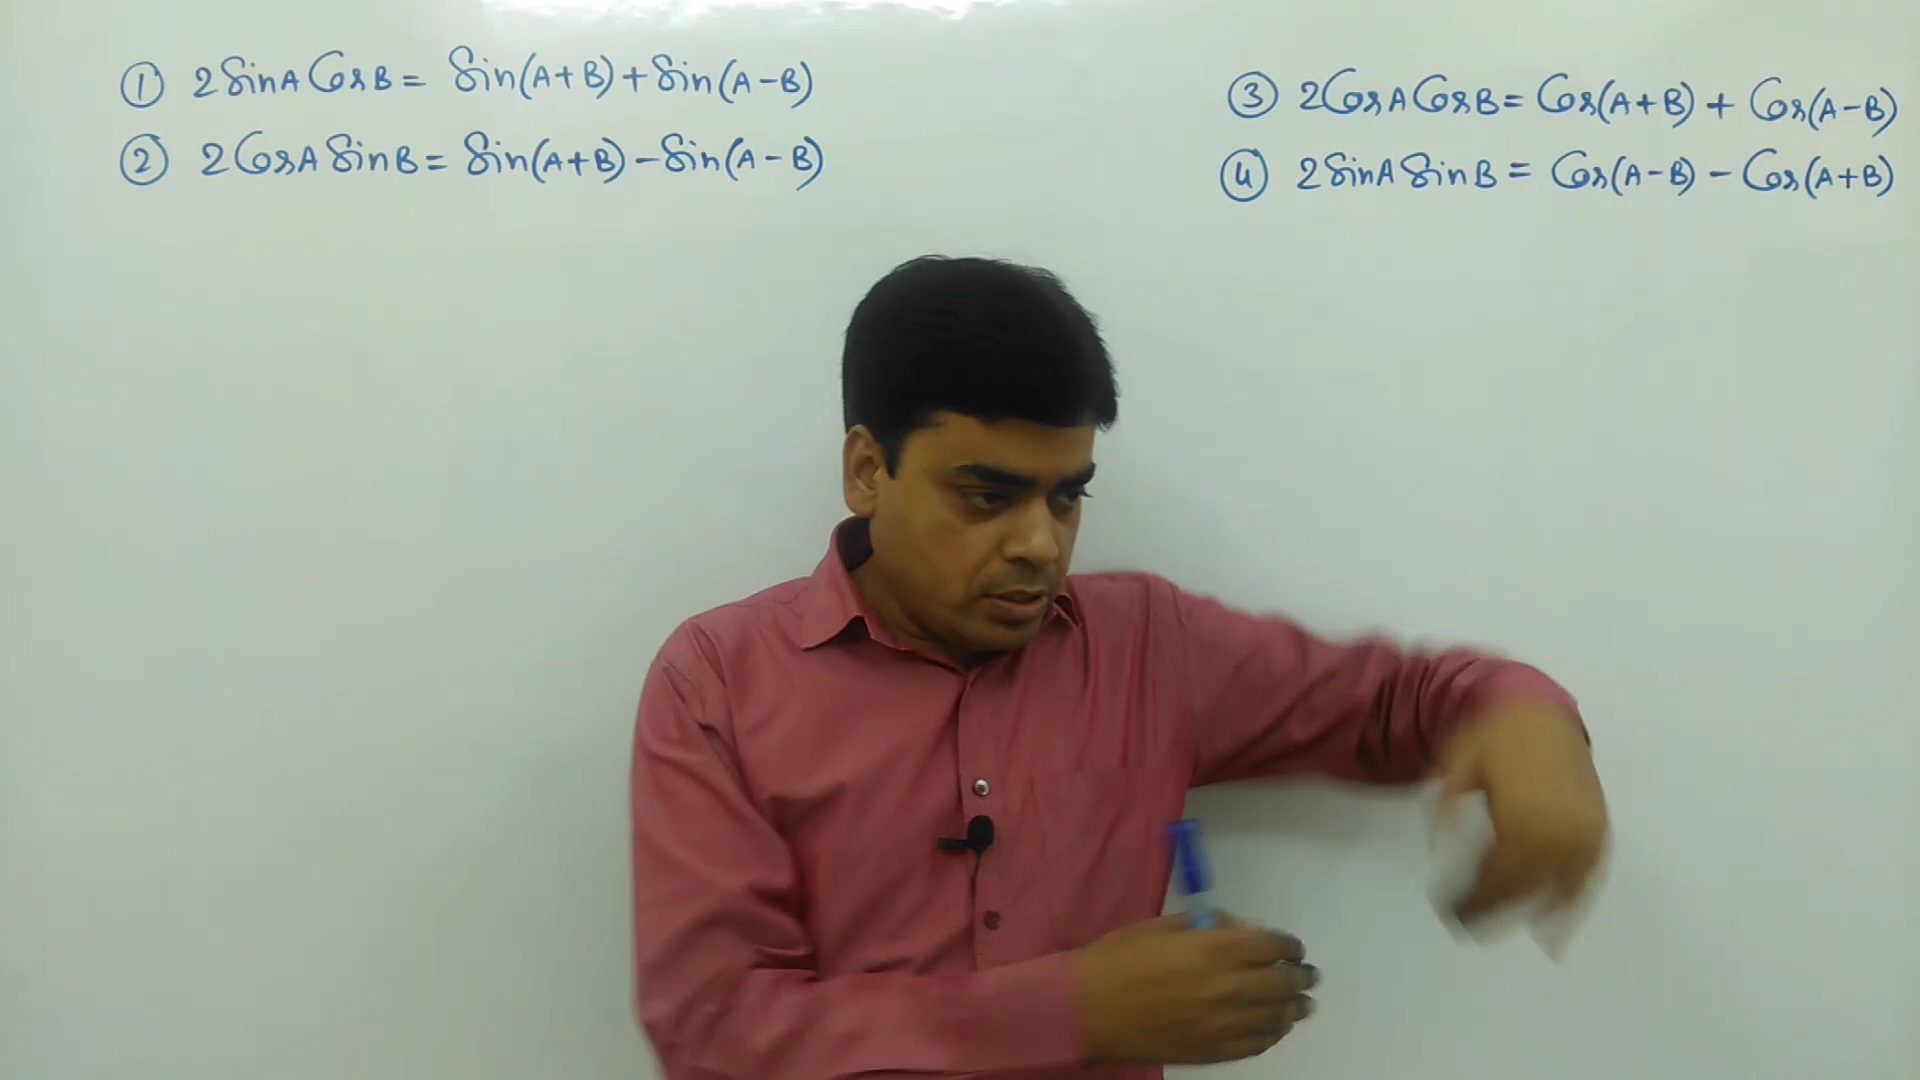 ① 2 Sin A Cos B = Sin(A+B) + Sin(A-B)
② 2 Cos A Sin B = Sin(A+B) - Sin(A-B)
③ 2 Cos A Cos B = Cos(A+B) + Cos(A-B)
④ 2 Sin A Sin B = Cos(A-B) - Cos(A+B)